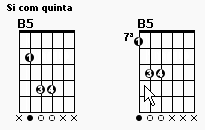 Si com quinta
B5 B5
7ª
1 1
3 4 3 4
x x x x